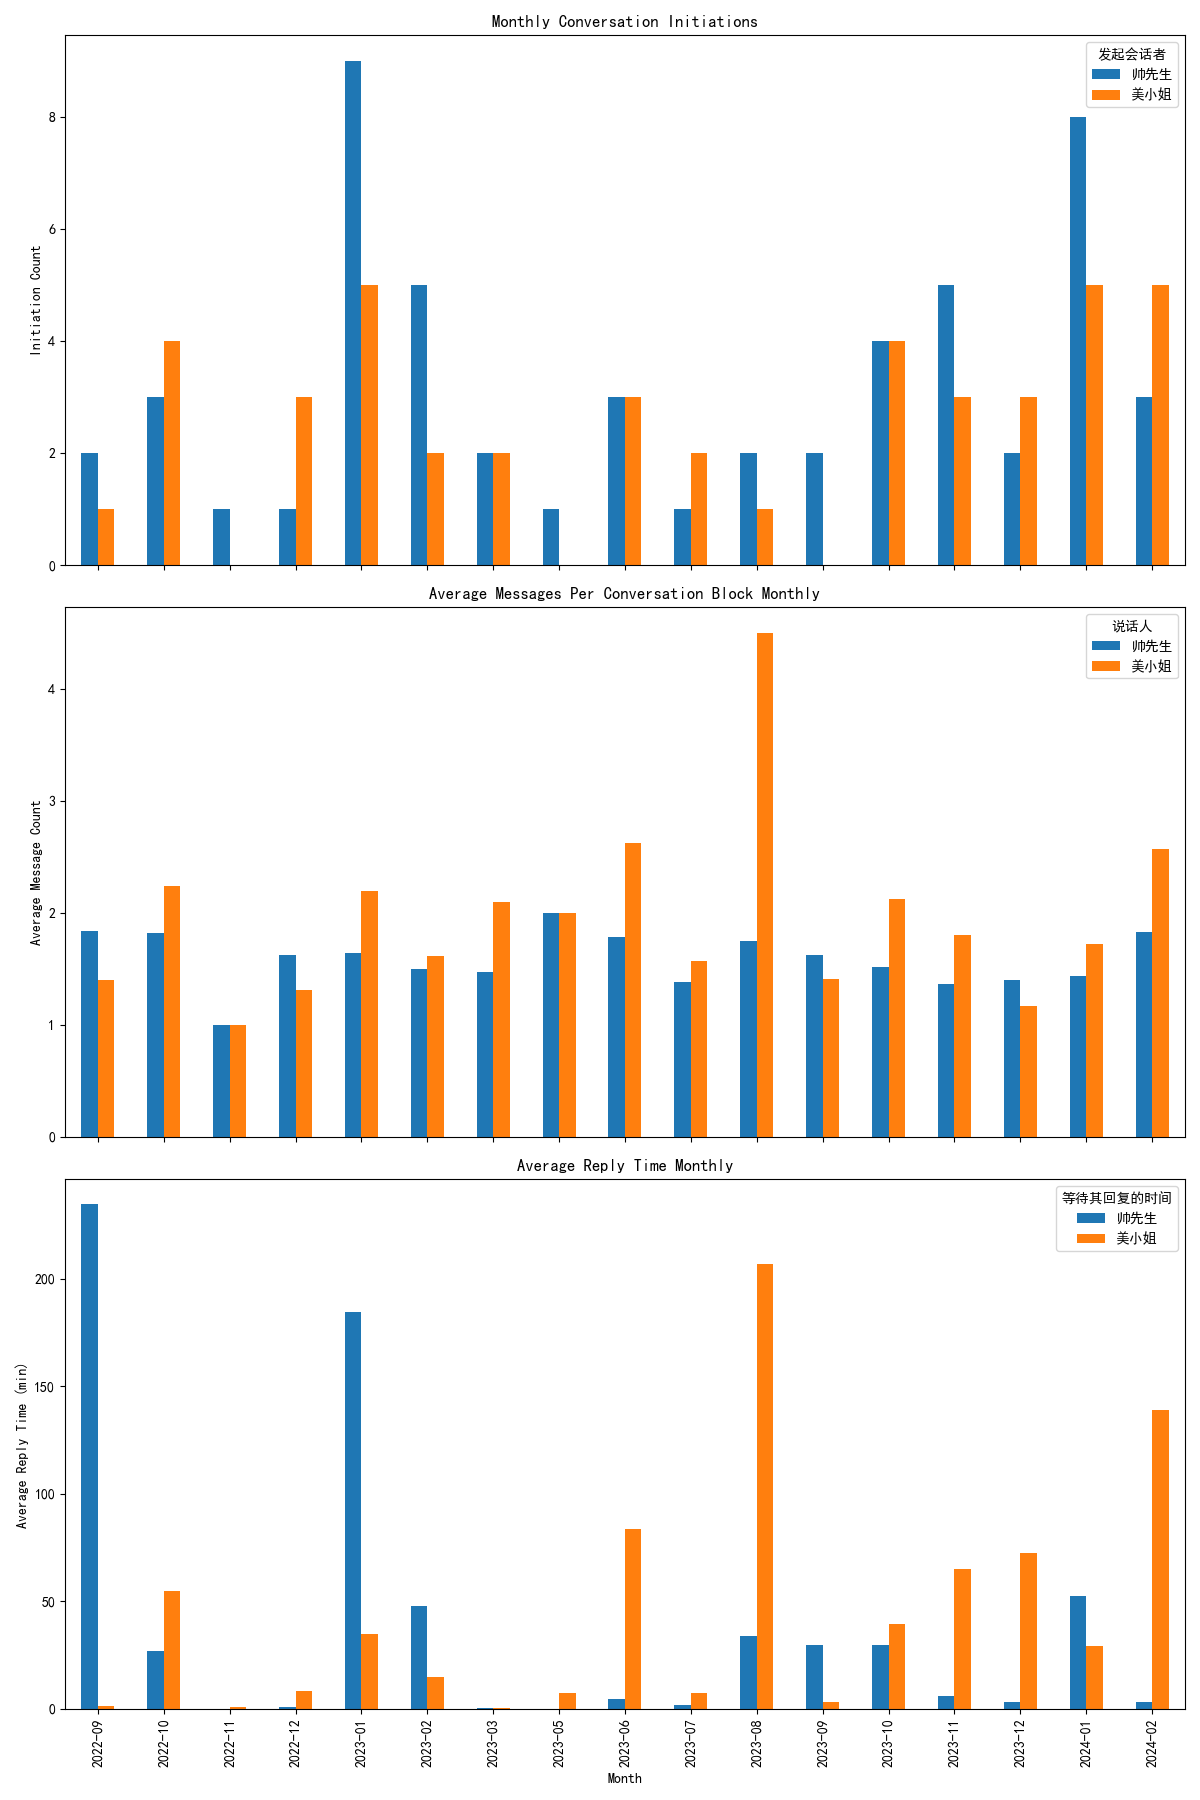 Monthly Conversation Initiations
发起会话者
帅先生
美小姐
Initiation Count
8
6
4
2
0
Average Messages Per Conversation Block Monthly
说话人
帅先生
美小姐
Average Message Count
4
3
2
1
0
Average Reply Time Monthly
等待其回复的时间
帅先生
美小姐
Average Reply Time (min)
200
150
100
50
0
2022-09
2022-10
2022-11
2022-12
2023-01
2023-02
2023-03
2023-05
2023-06
2023-07
2023-08
2023-09
2023-10
2023-11
2023-12
2024-01
2024-02
Month